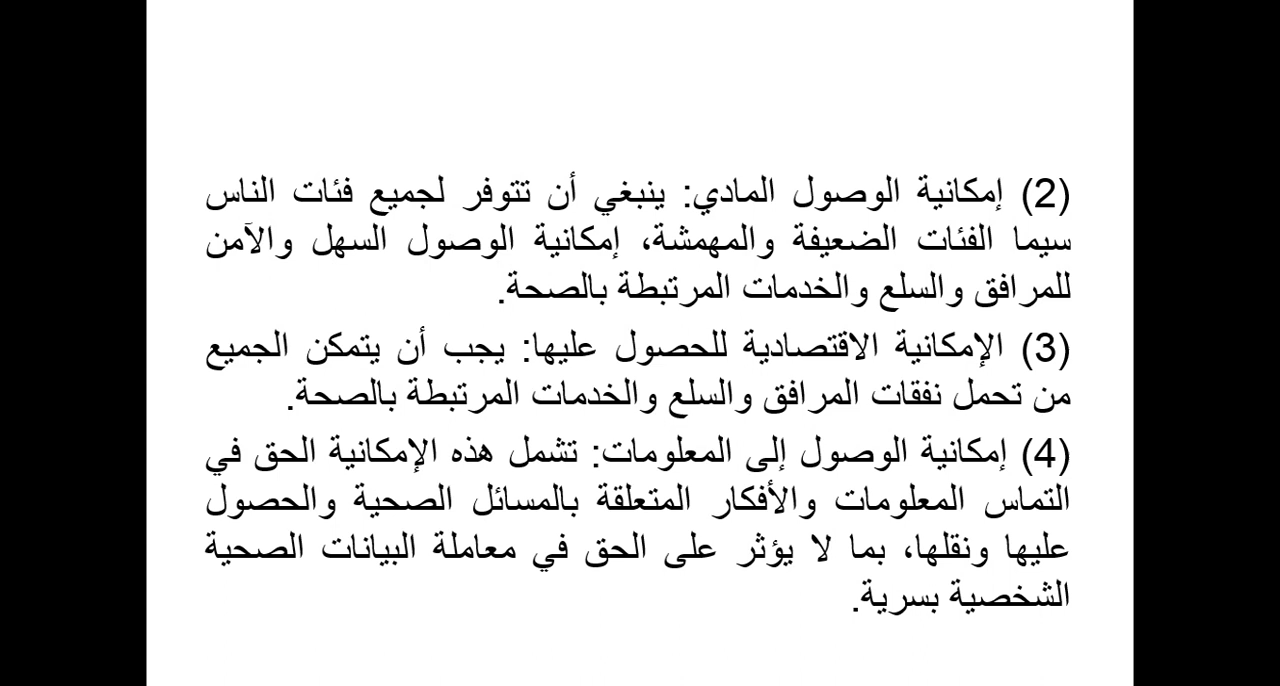 (2) إمكانية الوصول المادي: ينبغي أن تتوفر لجميع فئات الناس
سيما الفئات الضعيفة والمهمشة، إمكانية الوصول السهل والآمن
للمرافق والسلع والخدمات المرتبطة بالصحة.
(3) الإمكانية الاقتصادية للحصول عليها: يجب أن يتمكن الجميع
من تحمل نفقات المرافق والسلع والخدمات المرتبطة بالصحة.
(4) إمكانية الوصول إلى المعلومات: تشمل هذه الإمكانية الحق في
التماس المعلومات والأفكار المتعلقة بالمسائل الصحية والحصول
عليها ونقلها، بما لا يؤثر على الحق في معاملة البيانات الصحية
الشخصية بسرية.